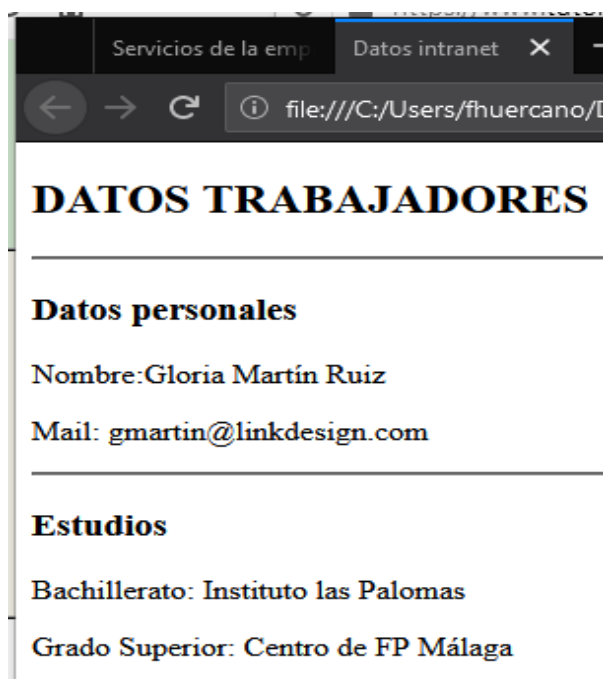 Servicios de la emp Datos intranet
file:///C:/Users/fhuercano/D
DATOS TRABAJADORES
Datos personales
Nombre:Gloria Martín Ruiz
Mail: gmartin@linkdesign.com
Estudios
Bachillerato: Instituto las Palomas
Grado Superior: Centro de FP Málaga